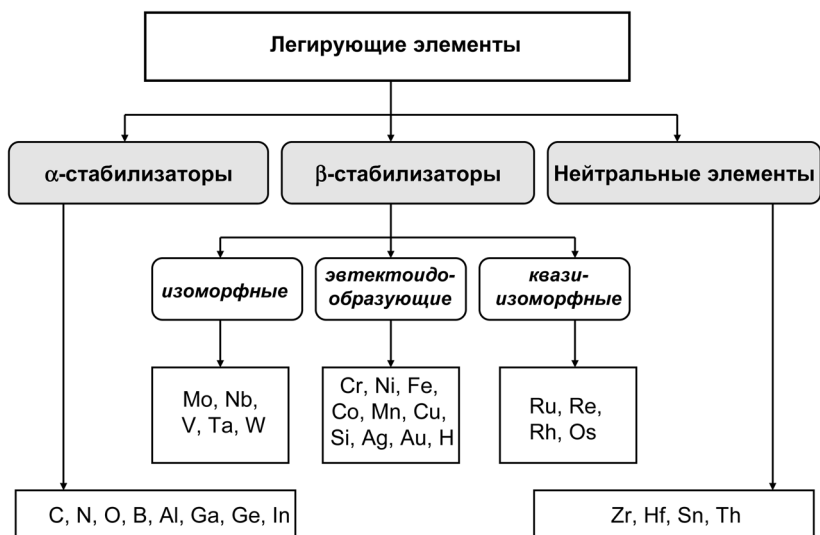 Легирующие элементы
α-стабилизаторы
β-стабилизаторы
Нейтральные элементы
изоморфные
эвтектоидо-
образующие
квази-
изоморфные
Mo, Nb,
V, Ta, W
Cr, Ni, Fe,
Co, Mn, Cu,
Si, Ag, Au, H
Ru, Re,
Rh, Os
C, N, O, B, Al, Ga, Ge, In
Zr, Hf, Sn, Th